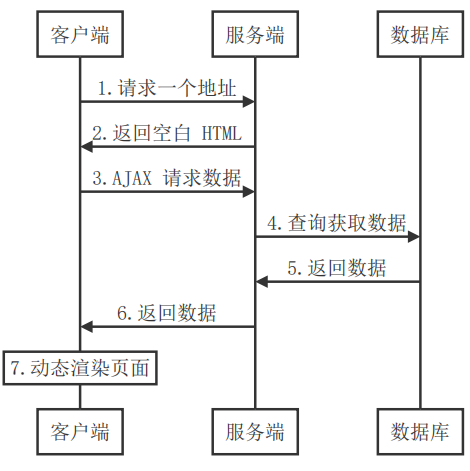 客户端 服务端 数据库
1.请求一个地址
2.返回空白 HTML
3.AJAX 请求数据
4.查询获取数据
5.返回数据
6.返回数据
7.动态渲染页面
客户端 服务端 数据库